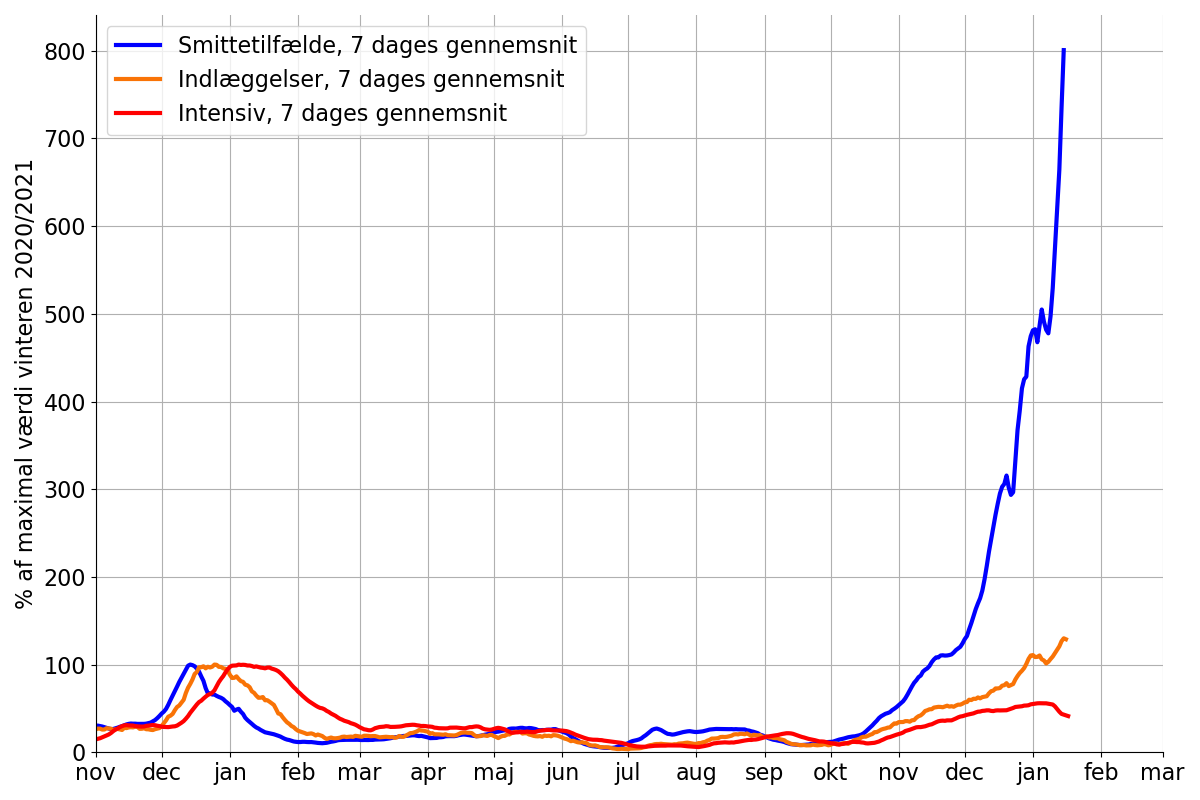 Smittetilfælde, 7 dages gennemsnit
Indlæggelser, 7 dages gennemsnit
Intensiv, 7 dages gennemsnit
% af maximal værdi vinteren 2020/2021
800
700
600
500
400
300
200
100
0
nov dec jan feb mar apr maj jun jul aug sep okt nov dec jan feb mar